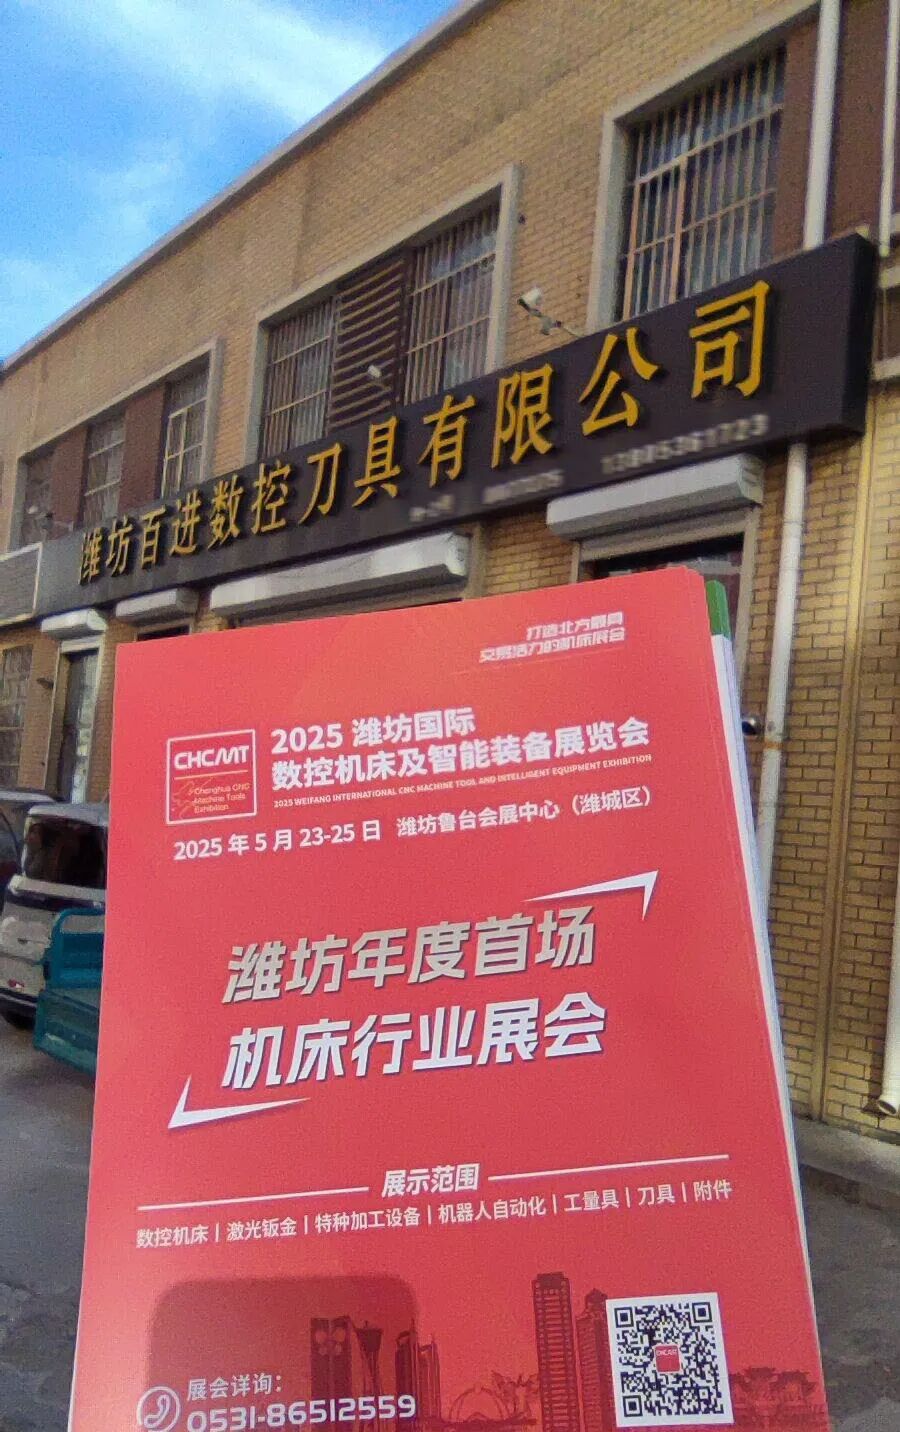 潍坊百进数控刀具有限公司
打造北方最具
交易活力的机床展会
CHCMT
Chenghua CNC
Machine Tools
Exhibition
2025 潍坊国际
数控机床及智能装备展览会
2025 WEIFANG INTERNATIONAL CNC MACHINE TOOL AND INTELLIGENT EQUIPMENT EXHIBITION
2025 年 5 月 23-25 日 潍坊鲁台会展中心（潍城区）
潍坊年度首场
机床行业展会
展示范围
数控机床 | 激光钣金 | 特种加工设备 | 机器人自动化 | 工量具 | 刀具 | 附件
CHCMT
展会详询：
0531-86512559